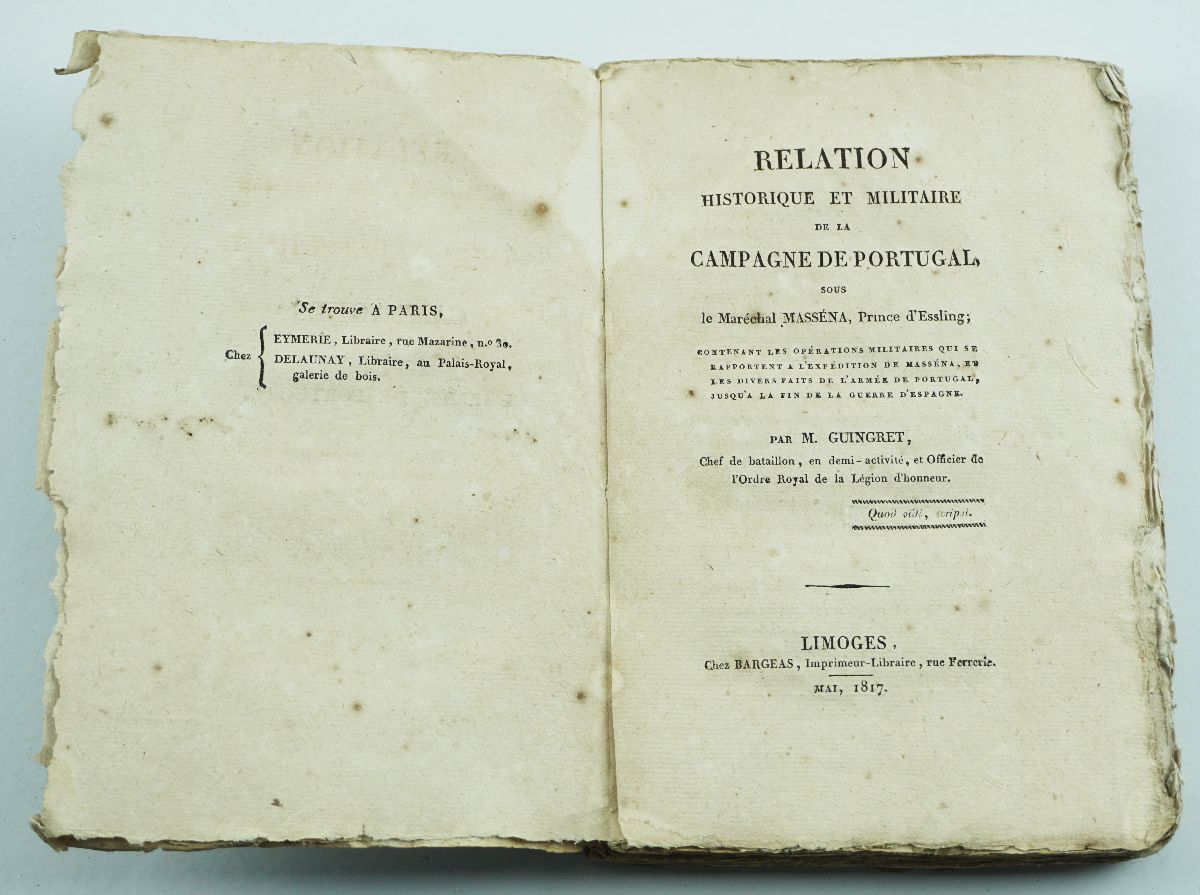 Se trouve A PARIS,
Chez { EYMERIE, Libraire, rue Mazarine, n.o 30.
DELAUNAY, Libraire, au Palais-Royal,
galerie de bois.
RELATION
HISTORIQUE ET MILITAIRE
DE LA
CAMPAGNE DE PORTUGAL,
SOUS
le Maréchal MASSÉNA, Prince d'Essling;
CONTENANT LES OPÉRATIONS MILITAIRES QUI SE
RAPPORTENT A L'EXPÉDITION DE MASSÉNA, ET
LES DIVERS FAITS DE L'ARMÉE DE PORTUGAL,
JUSQU'A LA FIN DE LA GUERRE D'ESPAGNE.
PAR M. GUINGRET,
Chef de bataillon, en demi-activité, et Officier de
l'Ordre Royal de la Légion d'honneur.
Quod vidi, scripsi.
LIMOGES,
Chez BARGEAS, Imprimeur-Libraire, rue Ferrerie.
MAI, 1817.